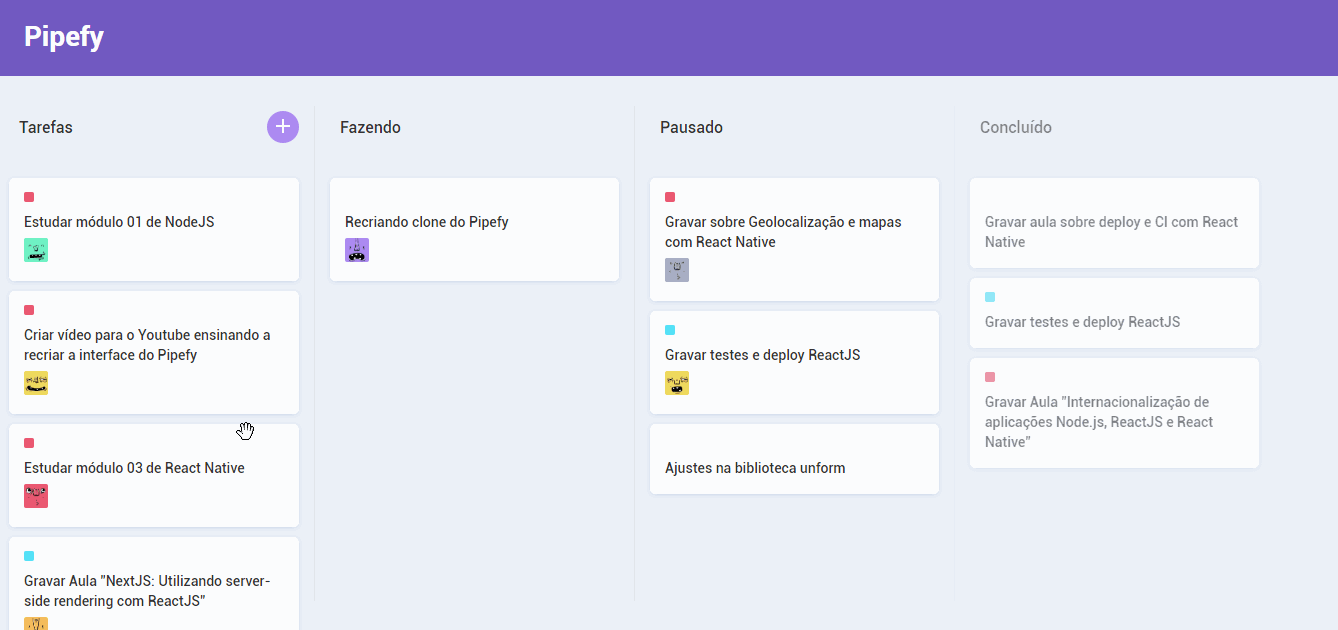 Pipefy
Tarefas
Estudar módulo 01 de NodeJS
Criar vídeo para o Youtube ensinando a
recriar a interface do Pipefy
Estudar módulo 03 de React Native
Gravar Aula "NextJS: Utilizando server-
side rendering com ReactJS"
Fazendo
Recriando clone do Pipefy
Pausado
Gravar sobre Geolocalização e mapas
com React Native
Gravar testes e deploy ReactJS
Ajustes na biblioteca unform
Concluído
Gravar aula sobre deploy e CI com React
Native
Gravar testes e deploy ReactJS
Gravar Aula "Internacionalização de
aplicações Node.js, ReactJS e React
Native"